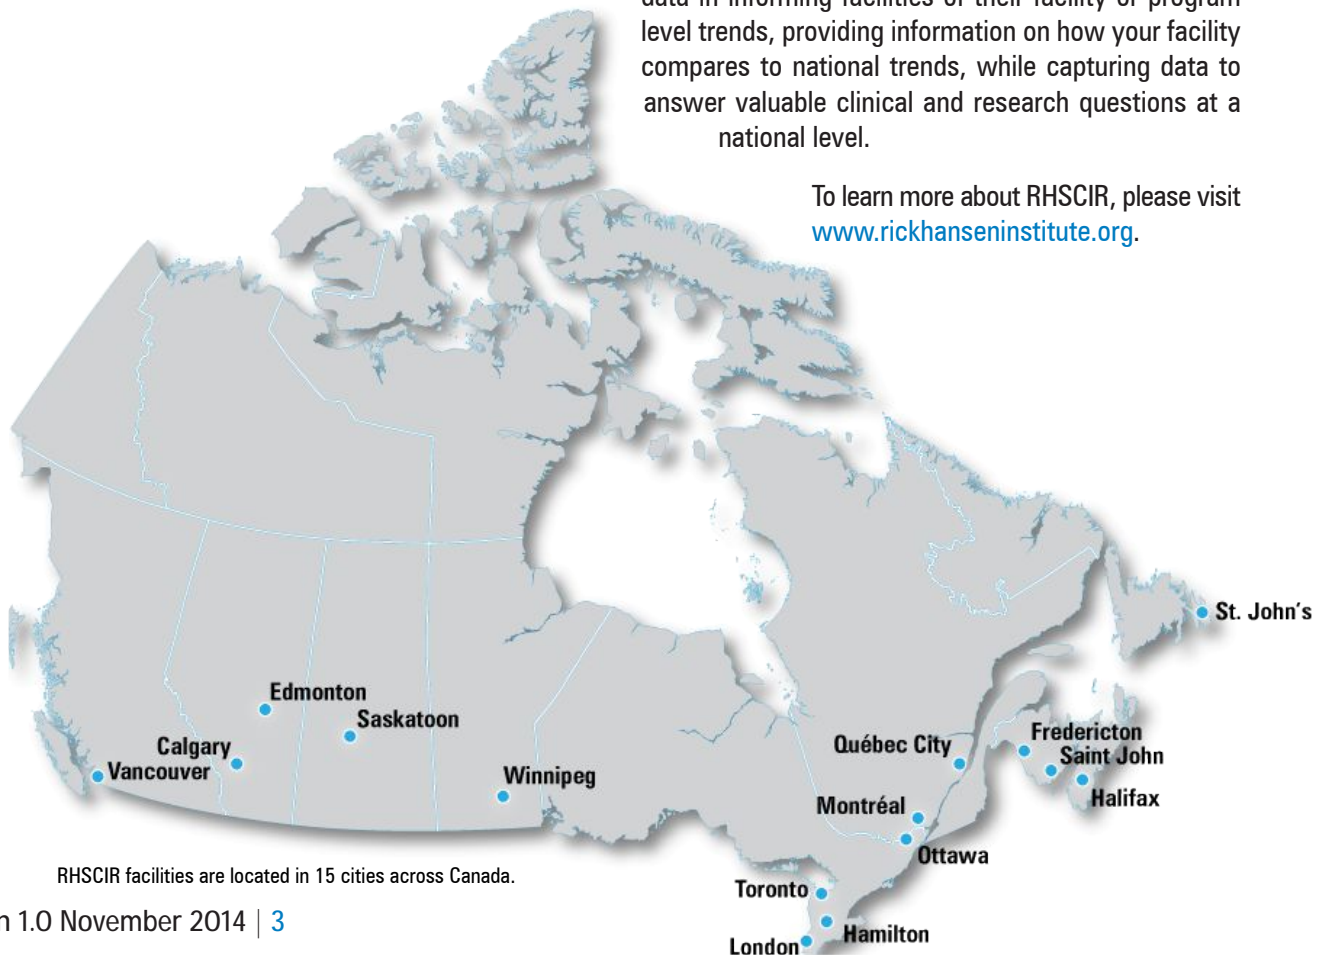 level trends, providing information on how your facility
compares to national trends, while capturing data to
answer valuable clinical and research questions at a
national level.
To learn more about RHSCIR, please visit
www.rickhanseninstitute.org.
St. John's
Edmonton
Saskatoon
Calgary
Vancouver
Winnipeg
Québec City
Fredericton
Saint John
Halifax
Montréal
Ottawa
Toronto
Hamilton
London
RHSCIR facilities are located in 15 cities across Canada.
1.0 November 2014 | 3